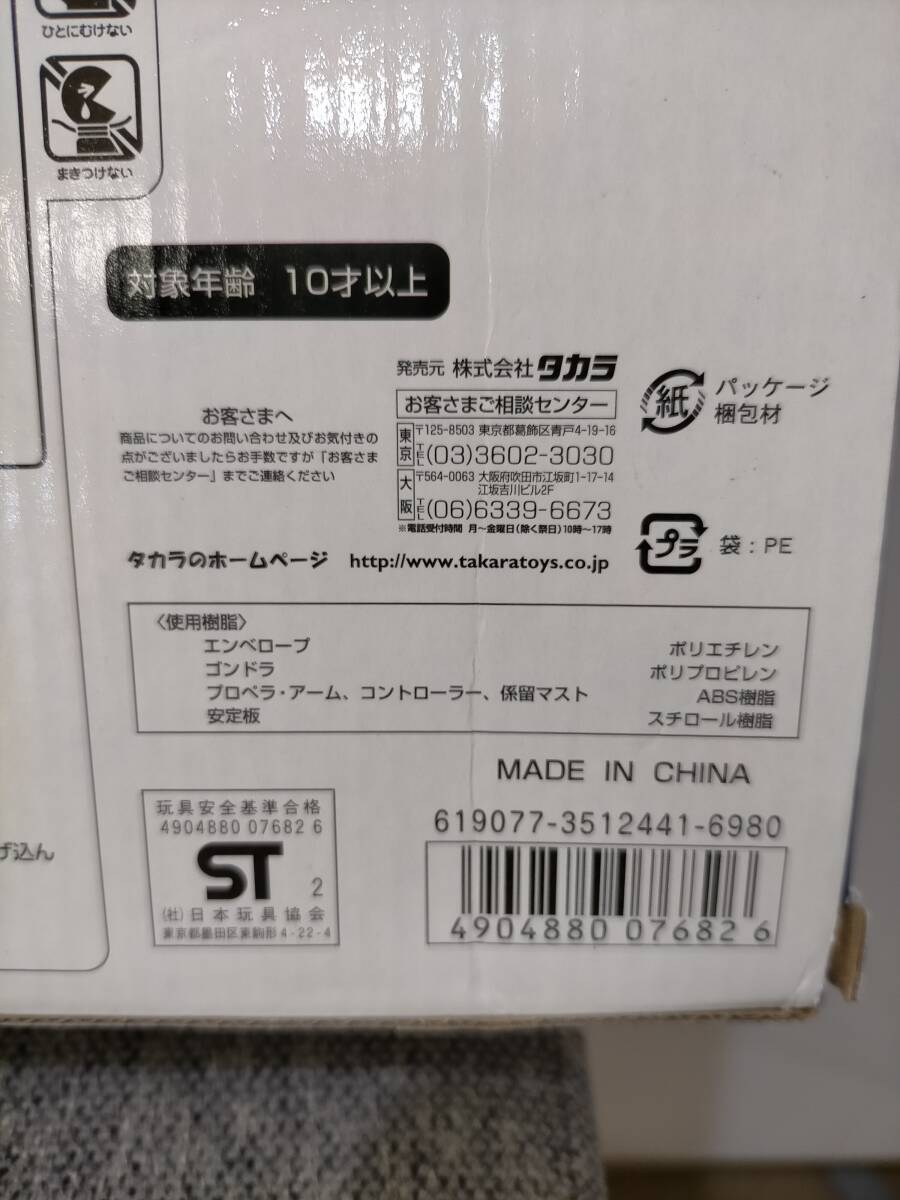 ひとにむけない
まきつけない
対象年齢 10才以上
発売元 株式会社タカラ
お客さまご相談センター
東京 〒125-8503 東京都葛飾区青戸4-19-16
TEL(03)3602-3030
大阪 〒564-0063 大阪府吹田市江坂町1-17-14
江坂吉川ビル2F
TEL(06)6339-6673
※電話受付時間 月～金曜日(除く祭日)10時～17時
お客さまへ
商品についてのお問い合わせ及びお気付きの
点がございましたらお手数ですが「お客さま
ご相談センター」までご連絡ください
紙 パッケージ
梱包材
プラ 袋:PE
タカラのホームページ http://www.takaratoys.co.jp
〈使用樹脂〉
エンベロープ ポリエチレン
ゴンドラ ポリプロピレン
プロペラ・アーム、コントローラー、係留マスト ABS樹脂
安定板 スチロール樹脂
MADE IN CHINA
玩具安全基準合格
4904880 07682 6
ST 2
(社)日本玩具協会
東京都墨田区東駒形4-22-4
619077-3512441-6980
4904880 076826
げ込ん